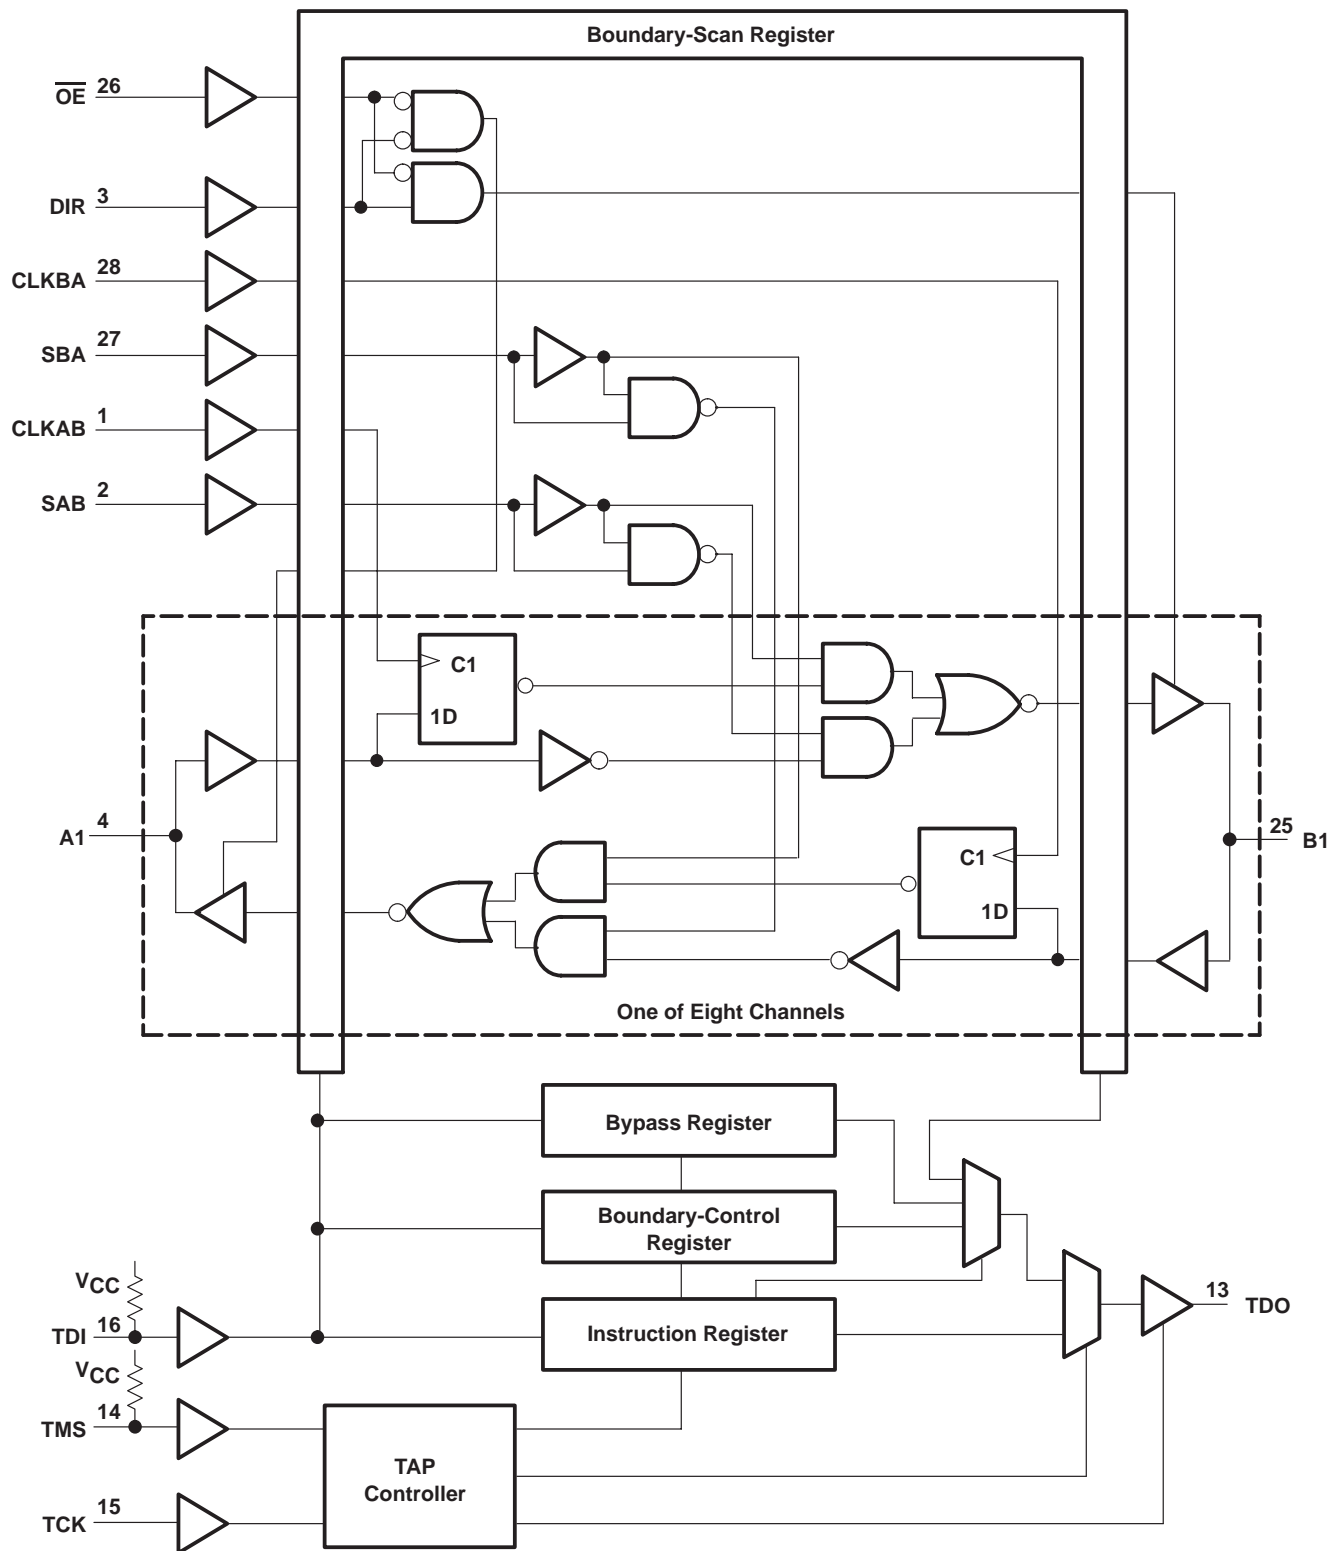 Boundary-Scan Register
OE 26
DIR 3
CLKBA 28
SBA 27
CLKAB 1
SAB 2
C1
1D
A1 4
25 B1
C1
1D
One of Eight Channels
Bypass Register
Boundary-Control
Register
VCC
TDI 16
Instruction Register
13 TDO
VCC
TMS 14
TAP
Controller
TCK 15